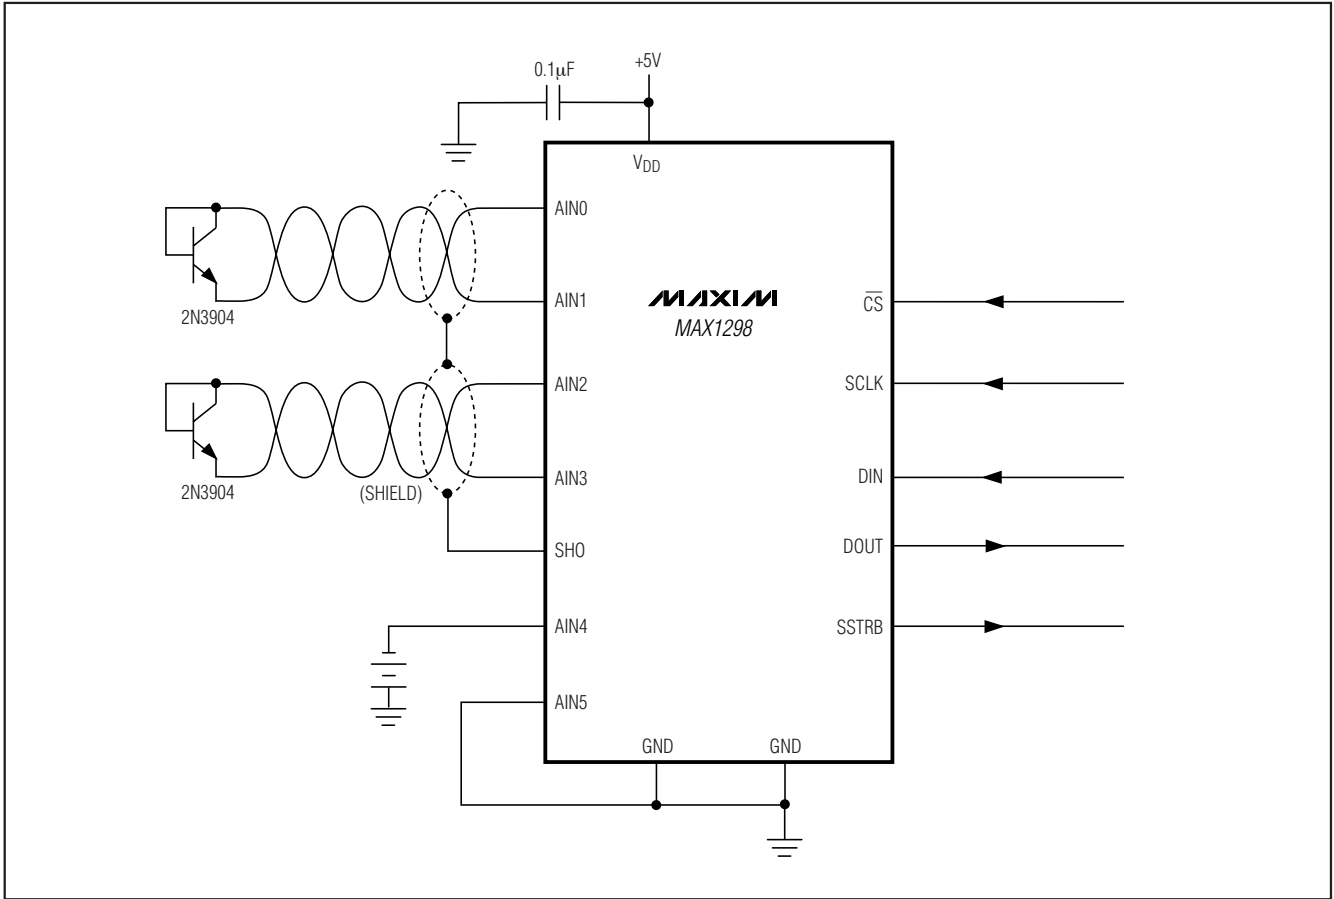 0.1µF
+5V
VDD
AIN0
AIN1
2N3904
MAXIM
MAX1298
CS
AIN2
SCLK
AIN3
DIN
2N3904
(SHIELD)
SHO
DOUT
AIN4
SSTRB
AIN5
GND
GND